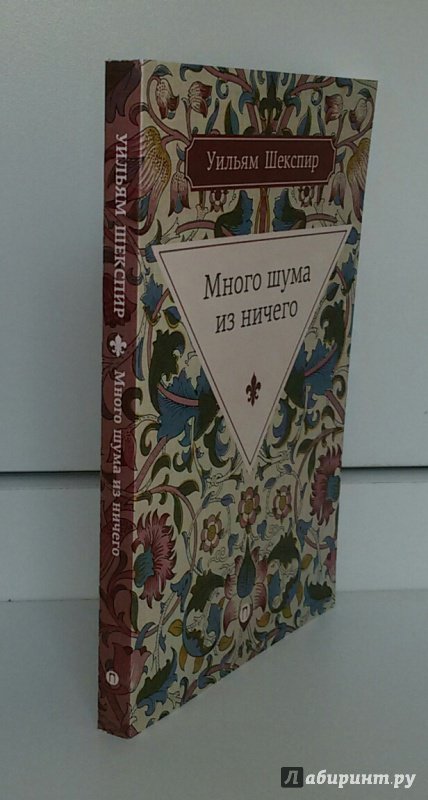 Уильям Шекспир
Много шума
из ничего
УИЛЬЯМ ШЕКСПИР Много шума из ничего
Лабиринт.ру